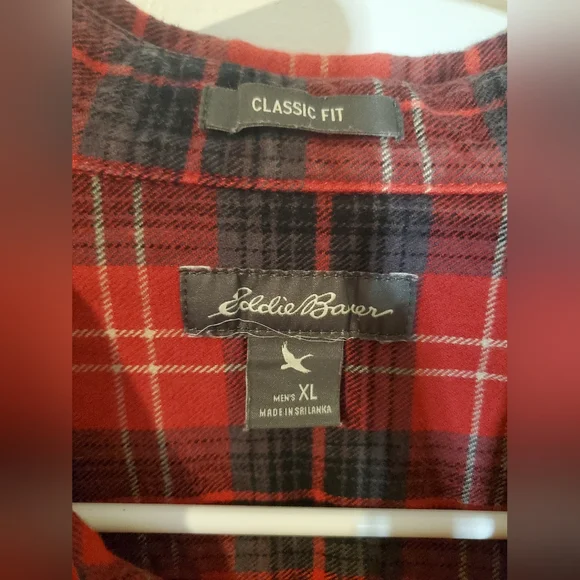 CLASSIC FIT
Eddie Bauer
MEN'S XL
MADE IN SRI LANKA